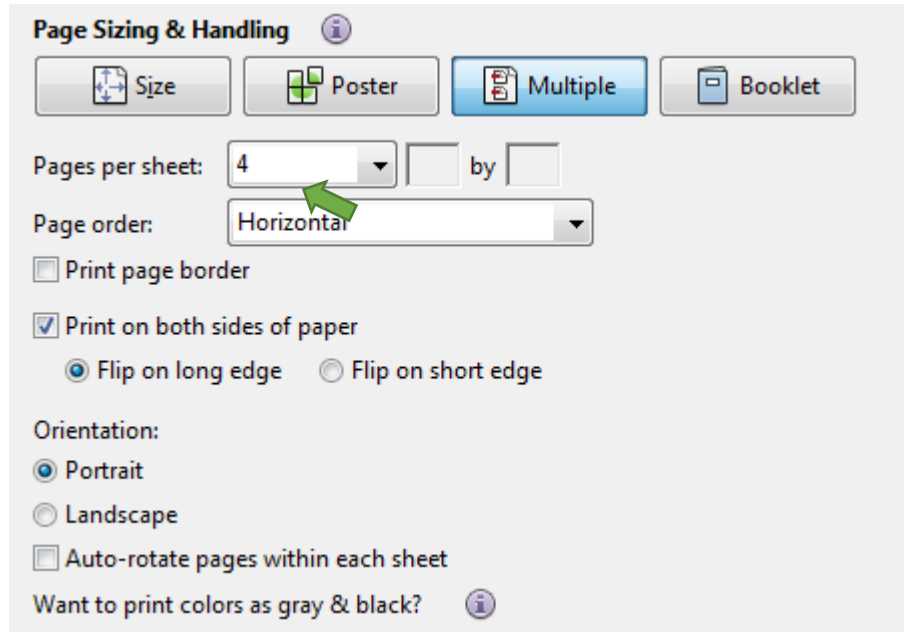 Page Sizing & Handling
Size Poster Multiple Booklet
Pages per sheet: 4 by
Page order: Horizontal
Print page border
Print on both sides of paper
Flip on long edge Flip on short edge
Orientation:
Portrait
Landscape
Auto-rotate pages within each sheet
Want to print colors as gray & black?